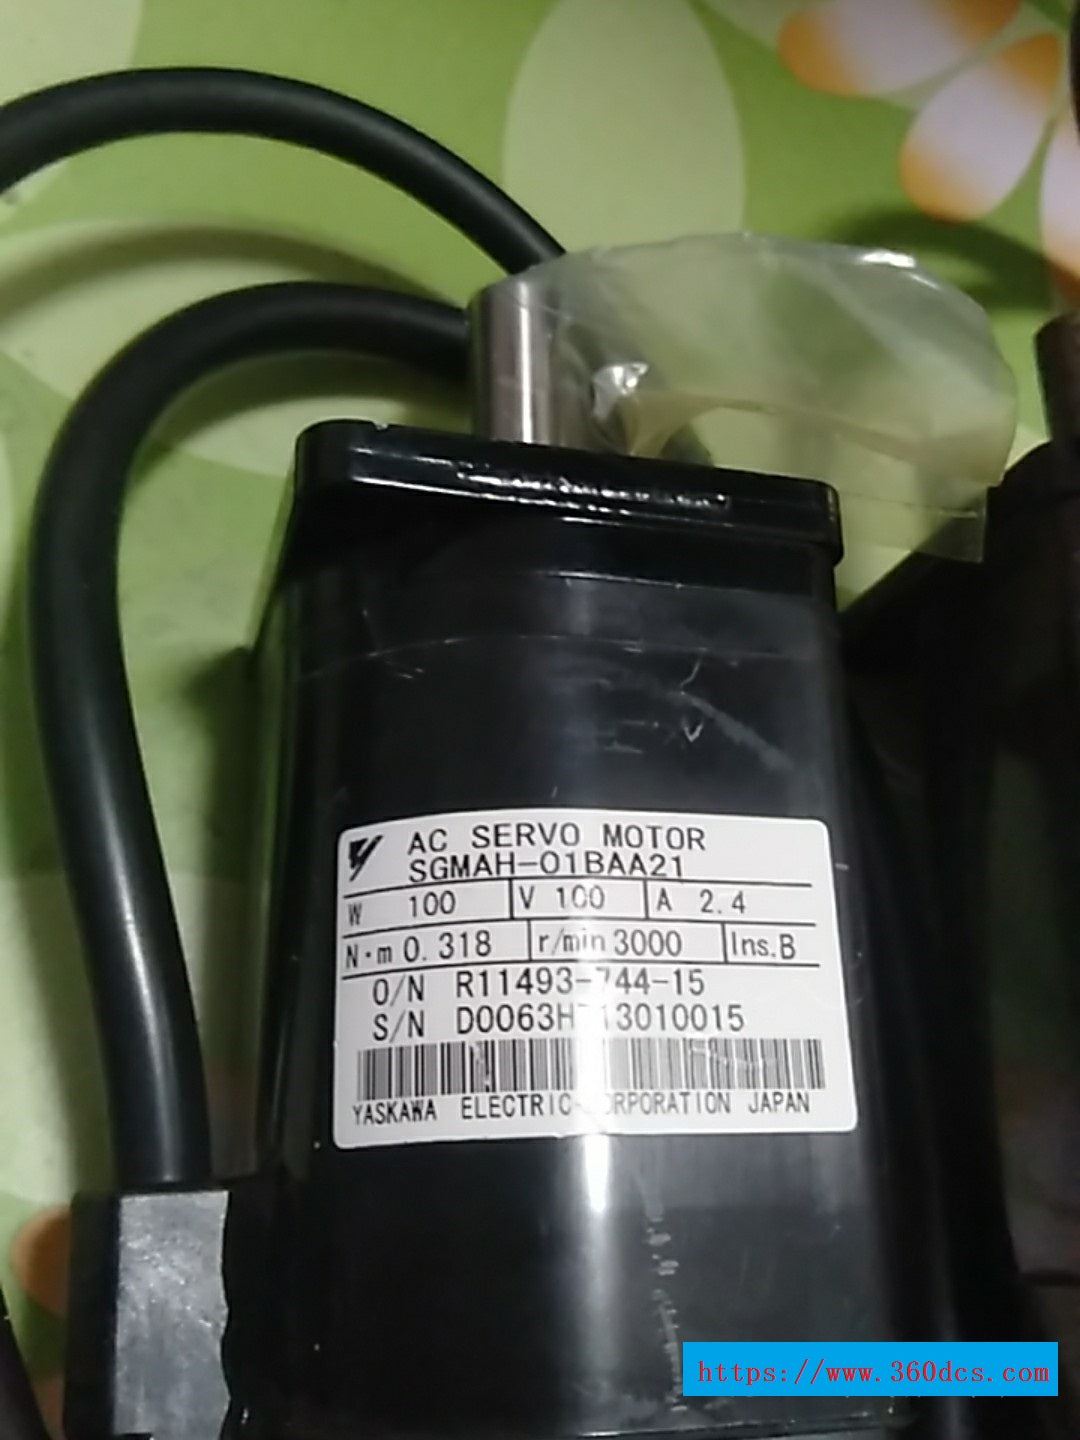 AC SERVO MOTOR
SGMAH-01BAA21
W 100 V 100 A 2.4
N·m 0.318 r/min 3000 Ins.B
O/N R11493-744-15
S/N
YASKAWA ELECTRIC JAPAN
https://www.360dcs.com